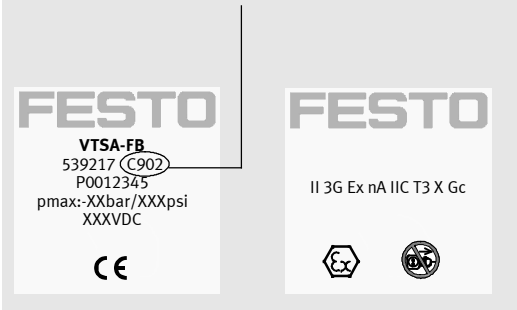 FESTO
VTSA-FB
539217 C902
P0012345
pmax:-XXbar/XXXpsi
XXXVDC
CE
FESTO
II 3G Ex nA IIC T3 X Gc
Ex